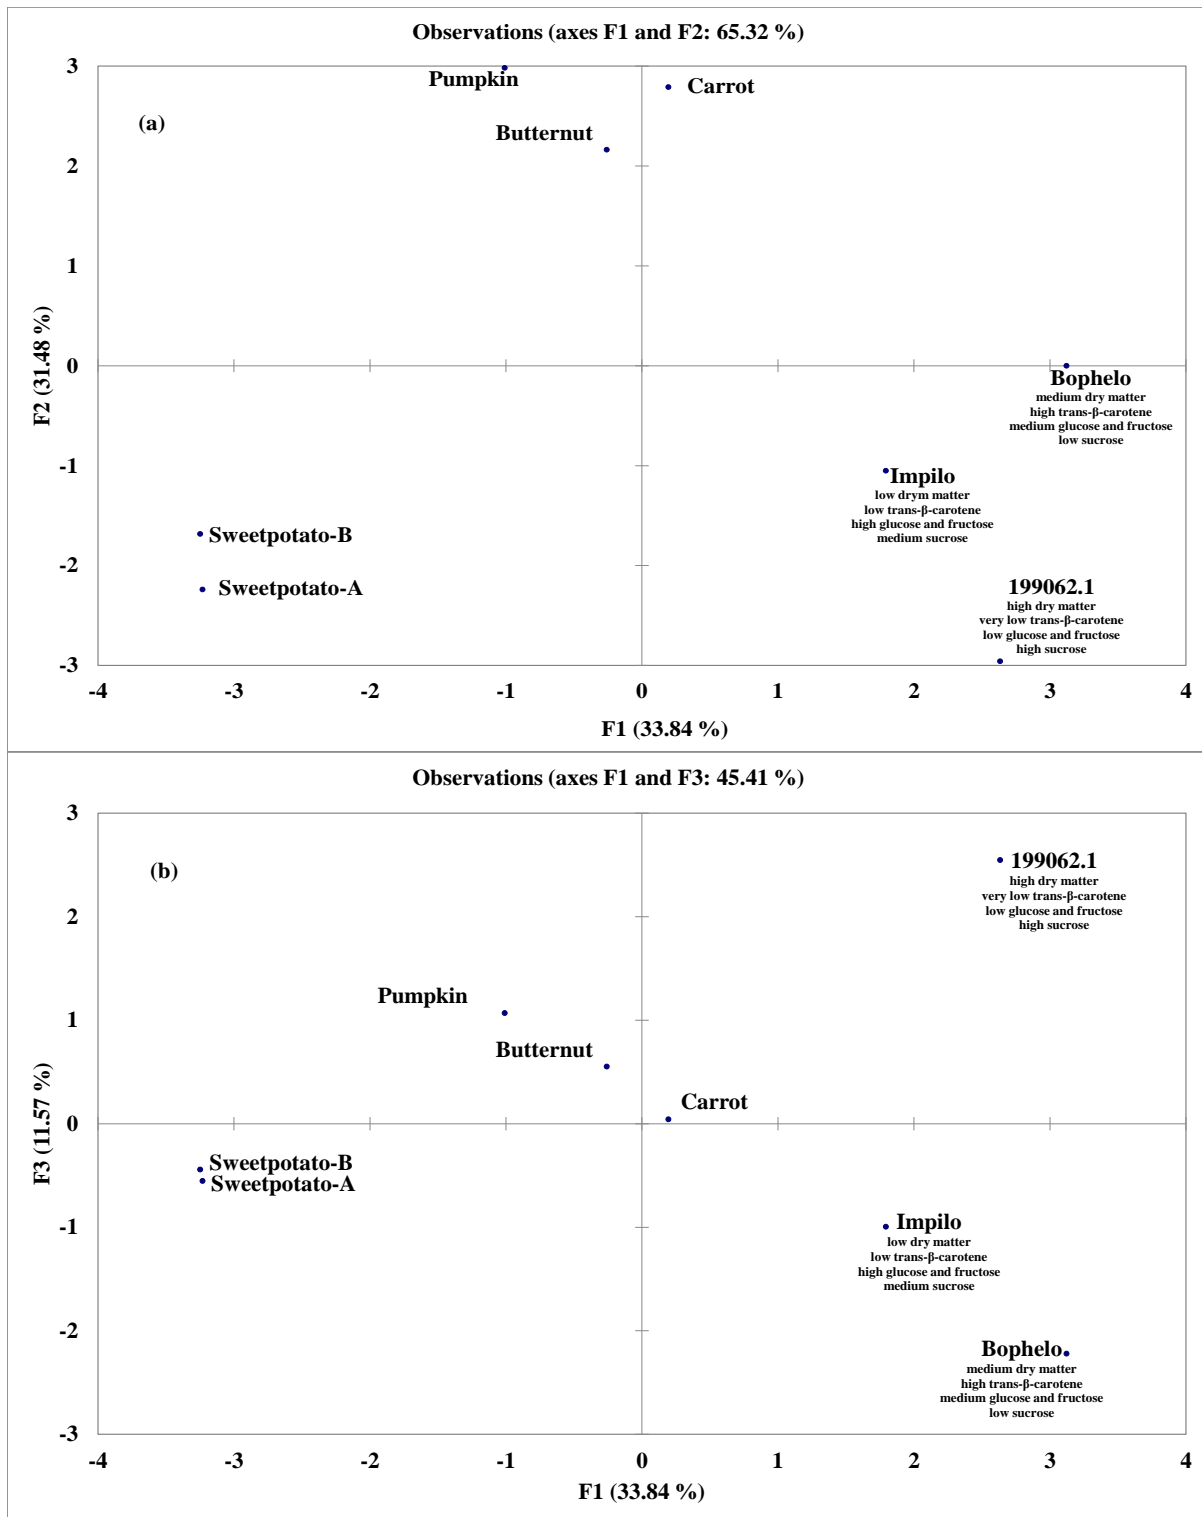 Observations (axes F1 and F2: 65.32 %)
3
Pumpkin
Carrot
(a)
Butternut
2
1
F2 (31.48 %)
0
Bophelo
medium dry matter
high trans-β-carotene
medium glucose and fructose
low sucrose
-1
Impilo
low drym matter
low trans-β-carotene
high glucose and fructose
medium sucrose
Sweetpotato-B
-2
Sweetpotato-A
199062.1
high dry matter
very low trans-β-carotene
low glucose and fructose
high sucrose
-3
-4 -3 -2 -1 0 1 2 3 4
F1 (33.84 %)
Observations (axes F1 and F3: 45.41 %)
3
(b)
199062.1
high dry matter
very low trans-β-carotene
low glucose and fructose
high sucrose
2
Pumpkin
1
Butternut
Carrot
F3 (11.57 %)
0
Sweetpotato-B
Sweetpotato-A
-1
Impilo
low dry matter
low trans-β-carotene
high glucose and fructose
medium sucrose
-2
Bophelo
medium dry matter
high trans-β-carotene
medium glucose and fructose
low sucrose
-3
-4 -3 -2 -1 0 1 2 3 4
F1 (33.84 %)